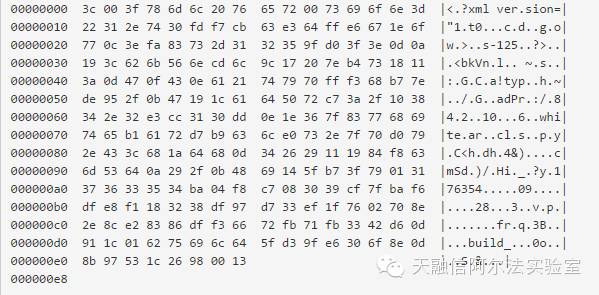 00000000 3c 00 3f 78 6d 6c 20 76 65 72 00 73 69 6f 6e 3d |<.?xml ver.sion=|
00000010 22 31 2e 74 30 fd f7 cb 63 e3 64 ff e6 67 1e 6f |"1.t0...c.d..g.o|
00000020 77 0c 3e fa 83 73 2d 31 32 35 9f d0 3f 3e 0d 0a |w.>..s-125..?>..|
00000030 19 3c 62 6b 56 6e cd 6c 9c 17 20 7e b4 73 18 11 |.<bkVn.l.. ~.s..|
00000040 3a 0d 47 0f 43 0e 61 21 74 79 70 ff f3 68 b7 7e |:.G.C.a!typ..h.~|
00000050 de 95 2f 0b 47 19 1c 61 64 50 72 c7 3a 2f 10 38 |../.G..adPr.:/.8|
00000060 34 2e 32 e3 cc 31 30 dd 0e 1e 36 7f 83 77 68 69 |4.2..10...6..whi|
00000070 74 65 b1 61 72 d7 b9 63 6c e0 73 2e 7f 70 d0 79 |te.ar..cl.s..p.y|
00000080 2e 43 3c 68 1a 64 68 0d 34 26 29 11 19 84 f8 63 |.C<h.dh.4&)....c|
00000090 6d 53 64 0a 29 2f 0b 48 69 14 5f b7 3f 79 01 31 |mSd.)/.Hi._.?y.1|
000000a0 37 36 33 35 34 ba 04 f8 c7 08 30 39 cf 7f ba f6 |76354.....09....|
000000b0 df e8 f1 18 32 38 df 97 d7 33 ef 1f 76 02 70 8e |....28...3..v.p.|
000000c0 2e 8c e2 83 86 df f3 66 72 fb 71 fb 33 42 d6 0d |.......fr.q.3B..|
000000d0 91 1c 01 62 75 69 6c 64 5f d3 9f e6 30 6f 8e 0d |...build_...0o..|
000000e0 8b 97 53 1c 26 98 00 13 |..S.&...|
000000e8
天融信阿尔法实验室